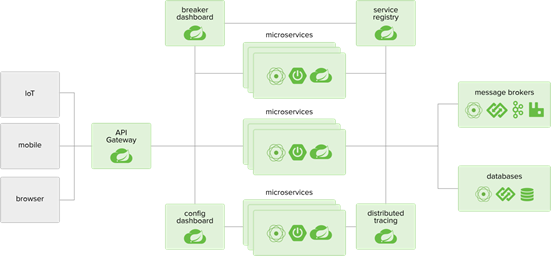 breaker
dashboard
service
registry
microservices
IoT
message brokers
microservices
API
Gateway
mobile
databases
microservices
browser
config
dashboard
distributed
tracing